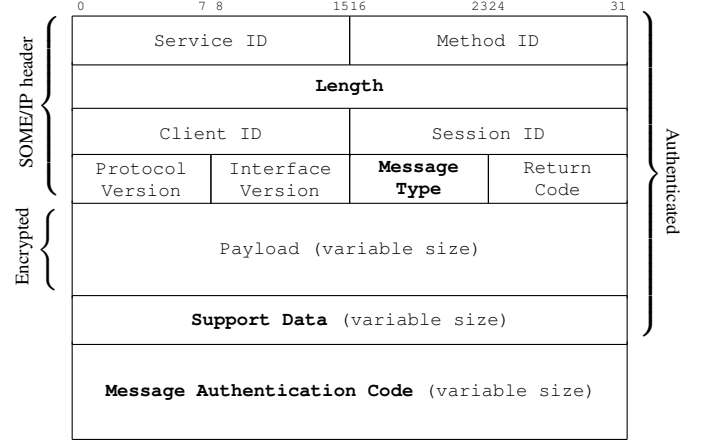 0 7 8 1516 2324 31
Service ID Method ID
Length
Client ID Session ID
Protocol Interface Message Return
Version Version Type Code
Payload (variable size)
Support Data (variable size)
Message Authentication Code (variable size)
SOME/IP header
Encrypted
Authenticated